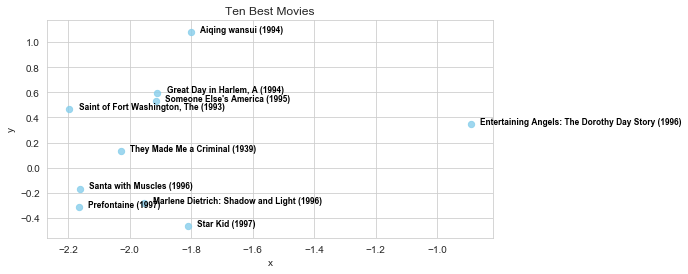 Ten Best Movies
Aiqing wansui (1994)
Great Day in Harlem, A (1994)
Someone Else's America (1995)
Saint of Fort Washington, The (1993)
Entertaining Angels: The Dorothy Day Story (1996)
They Made Me a Criminal (1939)
Santa with Muscles (1996)
Marlene Dietrich: Shadow and Light (1996)
Prefontaine (1997)
Star Kid (1997)
y
1.0
0.8
0.6
0.4
0.2
0.0
−0.2
−0.4
−2.2 −2.0 −1.8 −1.6 −1.4 −1.2 −1.0
x